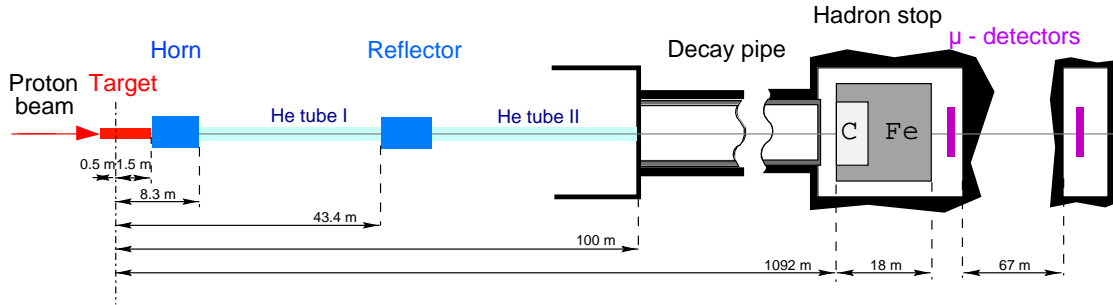 Hadron stop
Horn
Reflector
Decay pipe
μ - detectors
Proton
beam
Target
He tube I
He tube II
C
Fe
0.5 m
1.5 m
8.3 m
43.4 m
100 m
1092 m
18 m
67 m